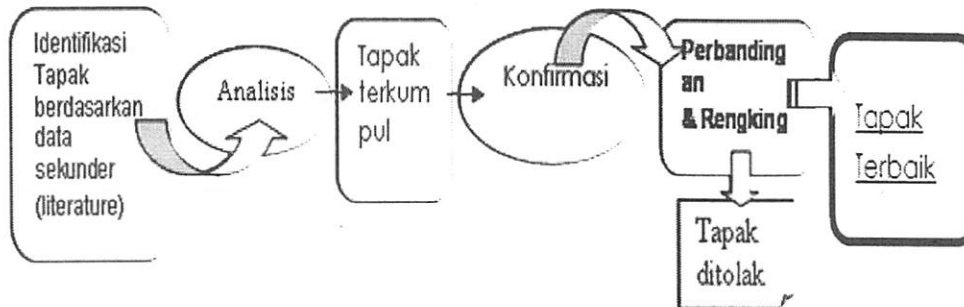 Identifikasi
Tapak
berdasarkan
data
sekunder
(literature)
Analisis
Tapak
terkum
pul
Konfirmasi
Perbanding
an
& Rengking
Tapak
Terbaik
Tapak
ditolak